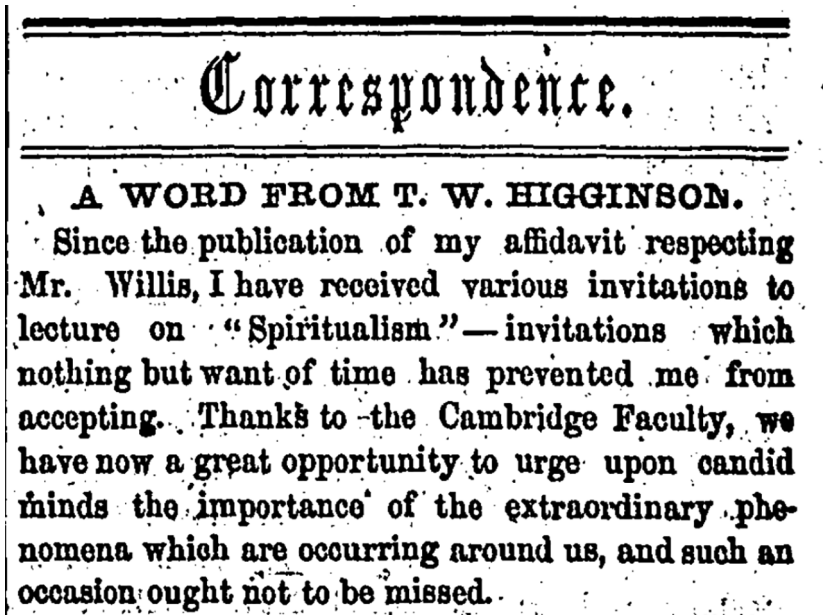 Correspondence.
A WORD FROM T. W. HIGGINSON.
Since the publication of my affidavit respecting
Mr. Willis, I have received various invitations to
lecture on "Spiritualism"—invitations which
nothing but want of time has prevented me from
accepting. Thanks to the Cambridge Faculty, we
have now a great opportunity to urge upon candid
minds the importance of the extraordinary phe-
nomena which are occurring around us, and such an
occasion ought not to be missed.